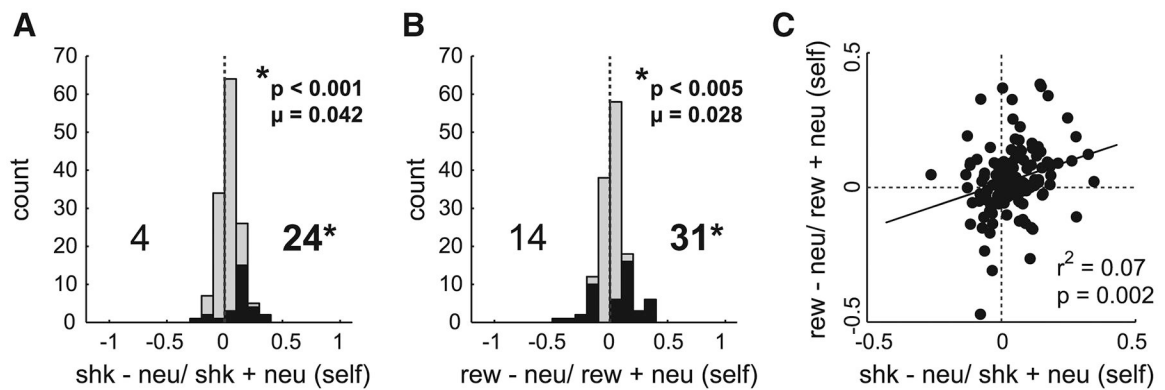 A
count
70
60
50
40
30
20
10
0
* p < 0.001
μ = 0.042
4
24*
-1 -0.5 0 0.5 1
shk - neu/ shk + neu (self)
B
count
70
60
50
40
30
20
10
0
* p < 0.005
μ = 0.028
14
31*
-1 -0.5 0 0.5 1
rew - neu/ rew + neu (self)
C
rew - neu/ rew + neu (self)
0.5
0
-0.5
r² = 0.07
p = 0.002
-0.5 0 0.5
shk - neu/ shk + neu (self)